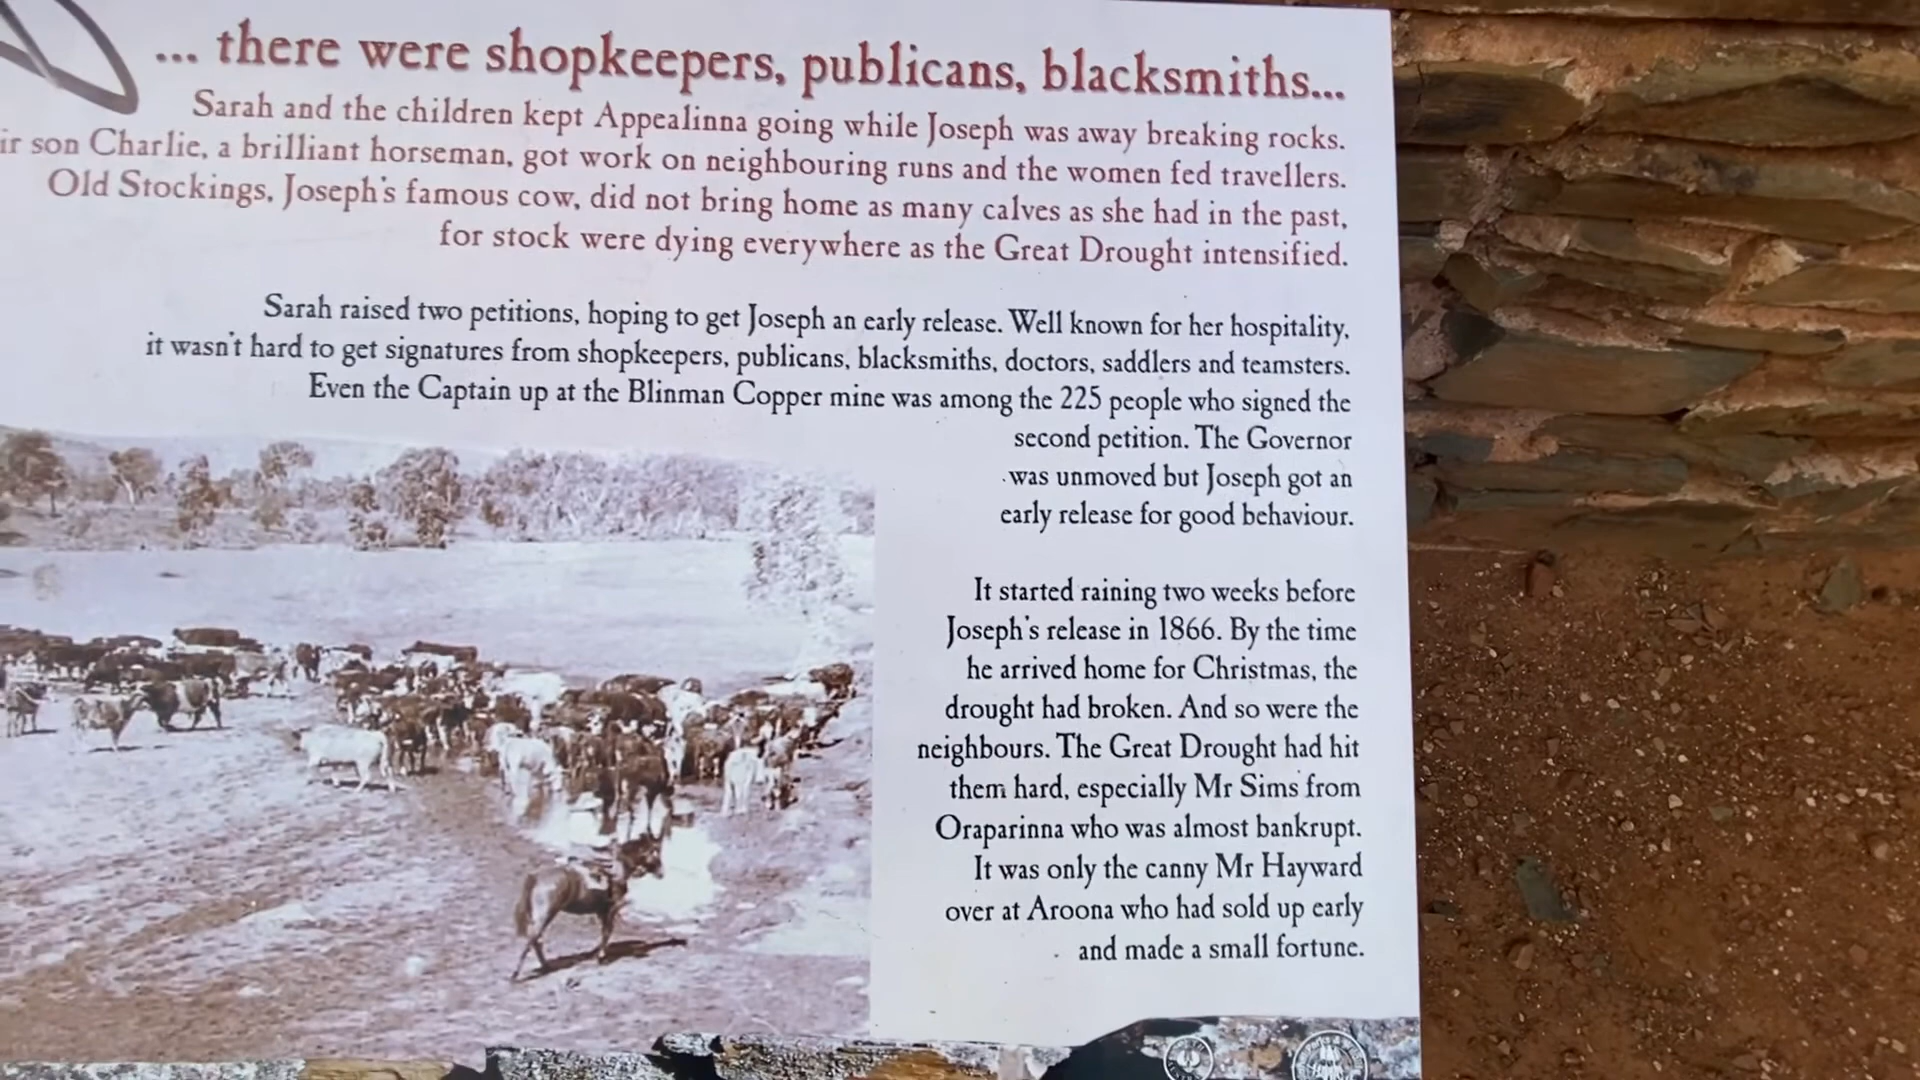 ... there were shopkeepers, publicans, blacksmiths...
Sarah and the children kept Appealinna going while Joseph was away breaking rocks.
ir son Charlie, a brilliant horseman, got work on neighbouring runs and the women fed travellers.
Old Stockings, Joseph's famous cow, did not bring home as many calves as she had in the past,
for stock were dying everywhere as the Great Drought intensified.
Sarah raised two petitions, hoping to get Joseph an early release. Well known for her hospitality,
it wasn't hard to get signatures from shopkeepers, publicans, blacksmiths, doctors, saddlers and teamsters.
Even the Captain up at the Blinman Copper mine was among the 225 people who signed the
second petition. The Governor
was unmoved but Joseph got an
early release for good behaviour.
It started raining two weeks before
Joseph's release in 1866. By the time
he arrived home for Christmas, the
drought had broken. And so were the
neighbours. The Great Drought had hit
them hard, especially Mr Sims from
Oraparinna who was almost bankrupt.
It was only the canny Mr Hayward
over at Aroona who had sold up early
and made a small fortune.